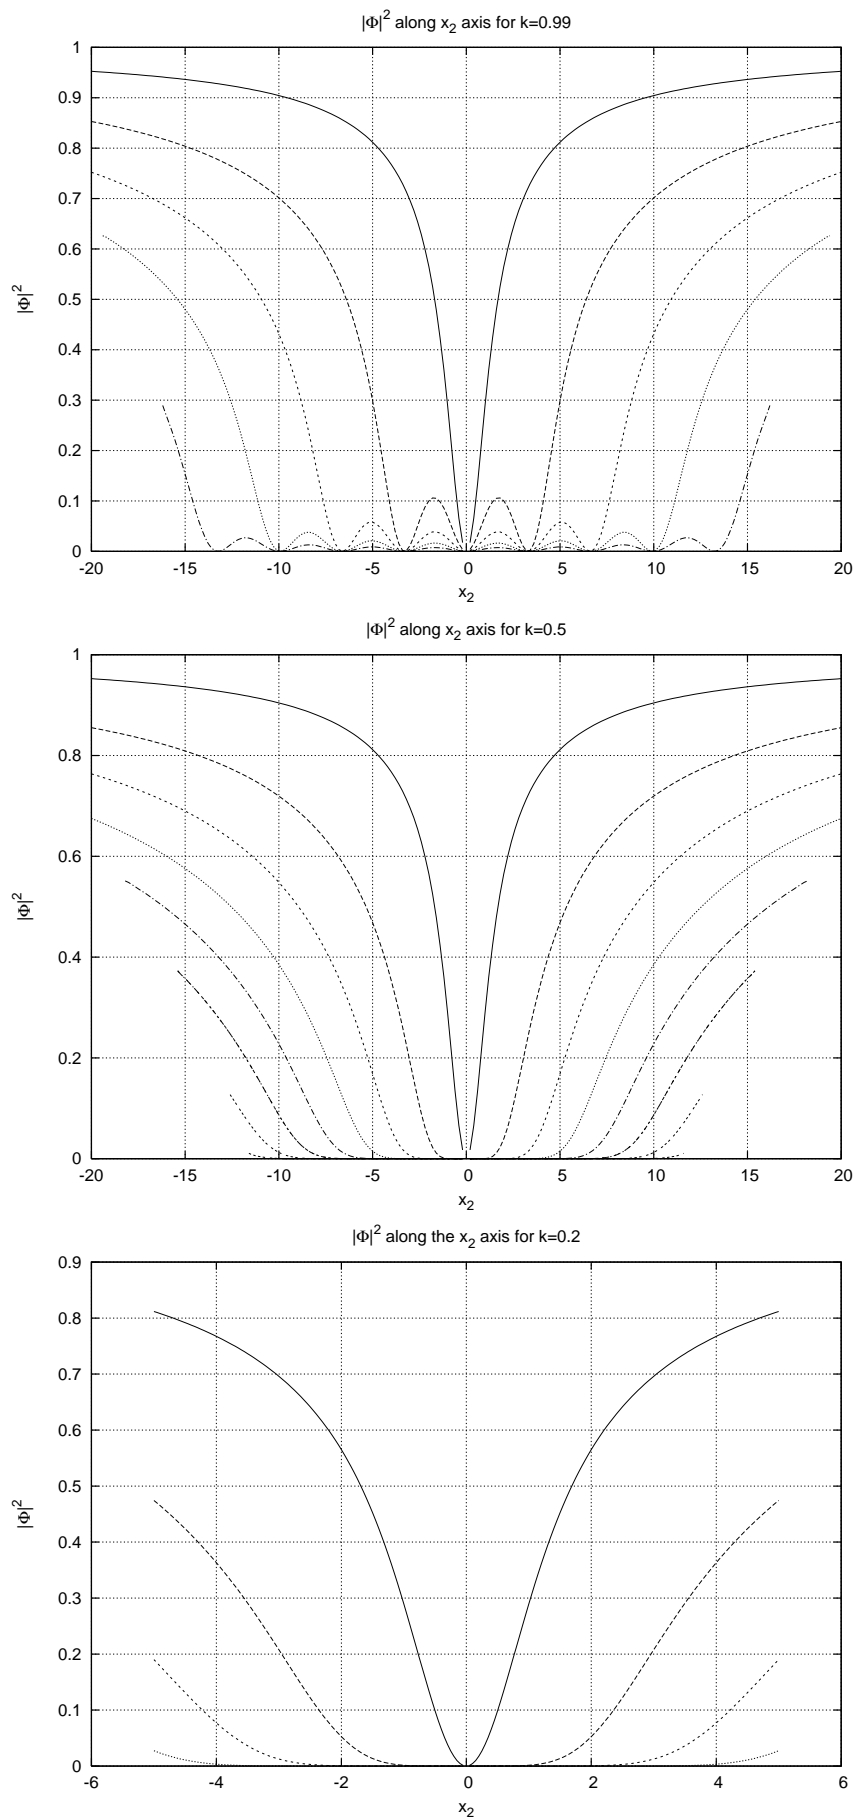 |Φ|² along x₂ axis for k=0.99
1
0.9
0.8
0.7
0.6
0.5
0.4
0.3
0.2
0.1
0
|Φ|²
-20 -15 -10 -5 0 5 10 15 20
x₂
|Φ|² along x₂ axis for k=0.5
1
0.8
0.6
0.4
0.2
0
|Φ|²
-20 -15 -10 -5 0 5 10 15 20
x₂
|Φ|² along the x₂ axis for k=0.2
0.9
0.8
0.7
0.6
0.5
0.4
0.3
0.2
0.1
0
|Φ|²
-6 -4 -2 0 2 4 6
x₂